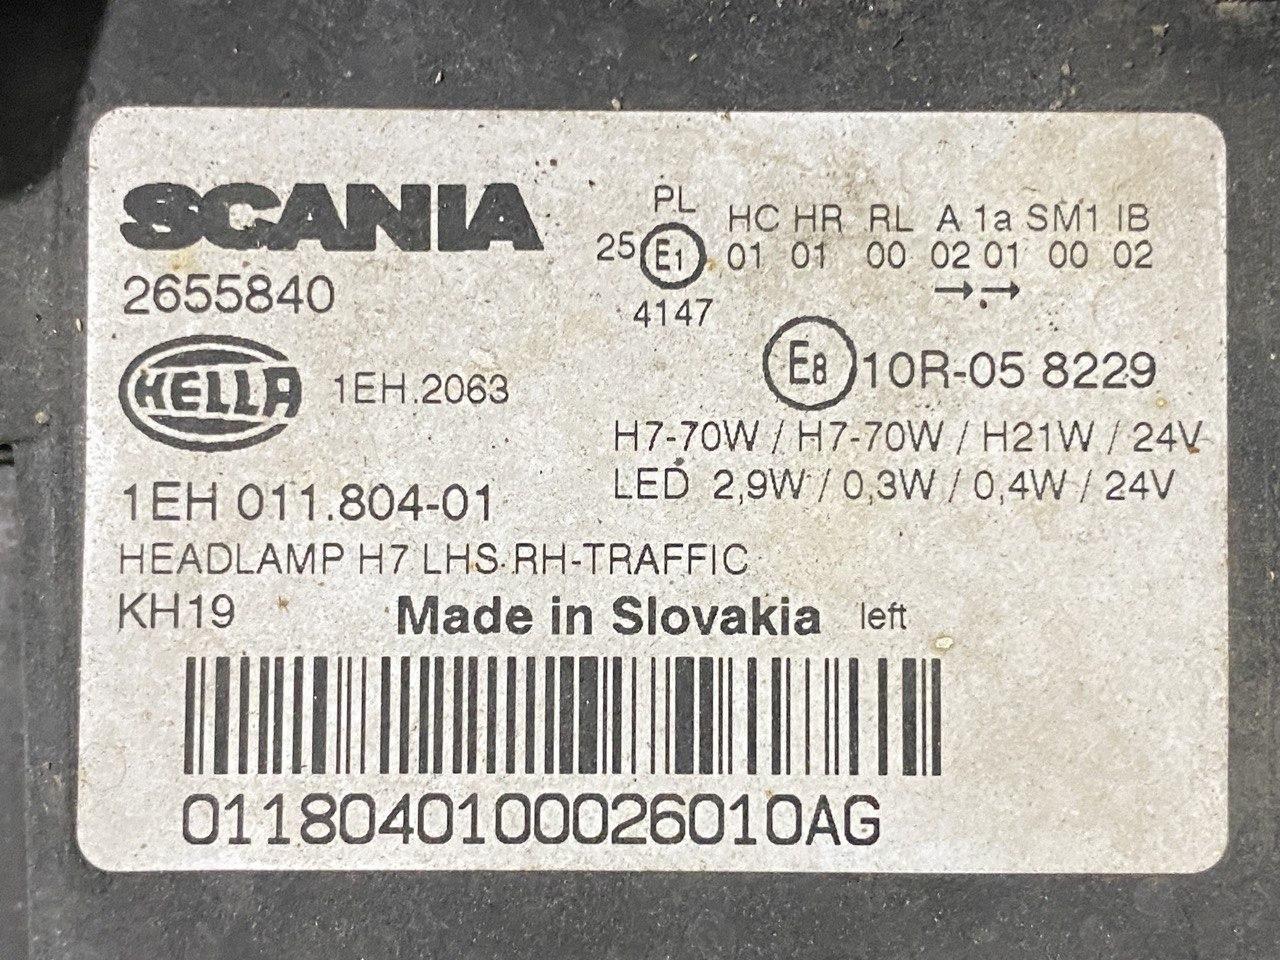 SCANIA
2655840
HELLA 1EH.2063
1EH 011.804-01
HEADLAMP H7 LHS RH-TRAFFIC
KH19 Made in Slovakia left
PL HC HR RL A 1a SM1 IB
25 E1 01 01 00 02 01 00 02
4147 →→
E8 10R-05 8229
H7-70W / H7-70W / H21W / 24V
LED 2,9W / 0,3W / 0,4W / 24V
0118040100026010AG